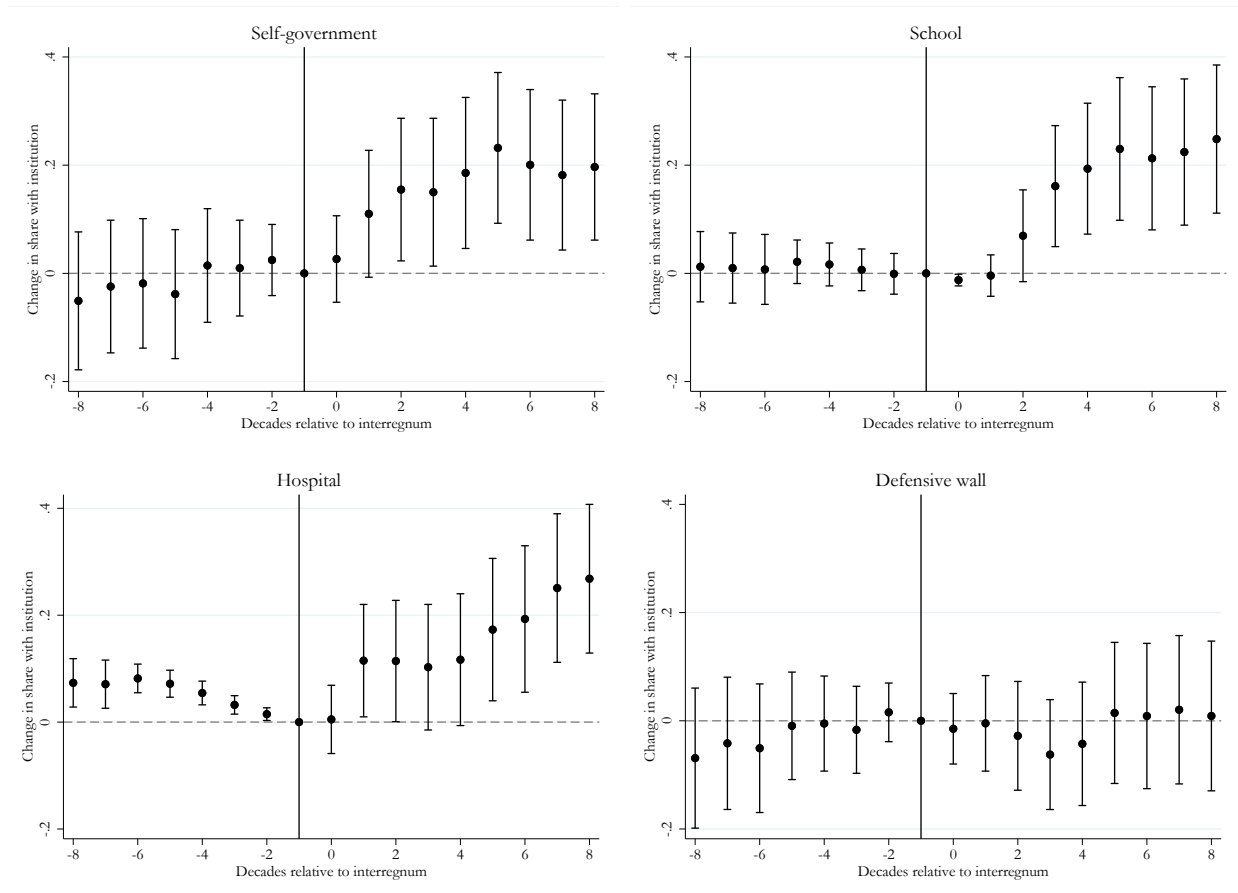 Self-government
Change in share with institution
.4
.2
0
-.2
-8 -6 -4 -2 0 2 4 6 8
Decades relative to interregnum
School
Change in share with institution
.4
.2
0
-.2
-8 -6 -4 -2 0 2 4 6 8
Decades relative to interregnum
Hospital
Change in share with institution
.4
.2
0
-.2
-8 -6 -4 -2 0 2 4 6 8
Decades relative to interregnum
Defensive wall
Change in share with institution
.4
.2
0
-.2
-8 -6 -4 -2 0 2 4 6 8
Decades relative to interregnum